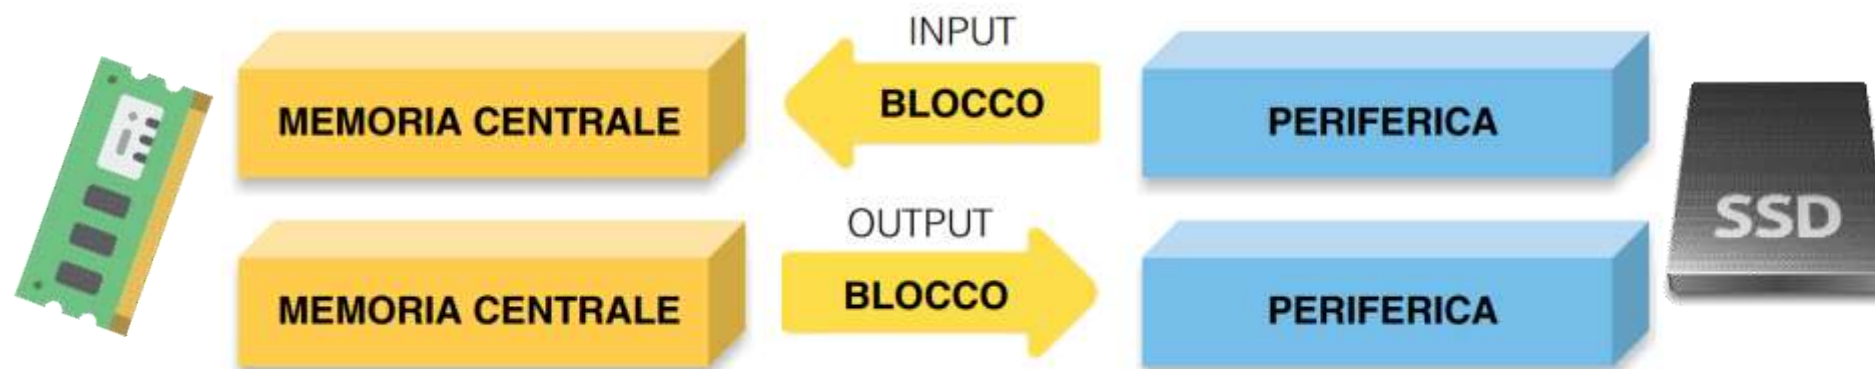 INPUT
MEMORIA CENTRALE
BLOCCO
PERIFERICA
SSD
OUTPUT
MEMORIA CENTRALE
BLOCCO
PERIFERICA